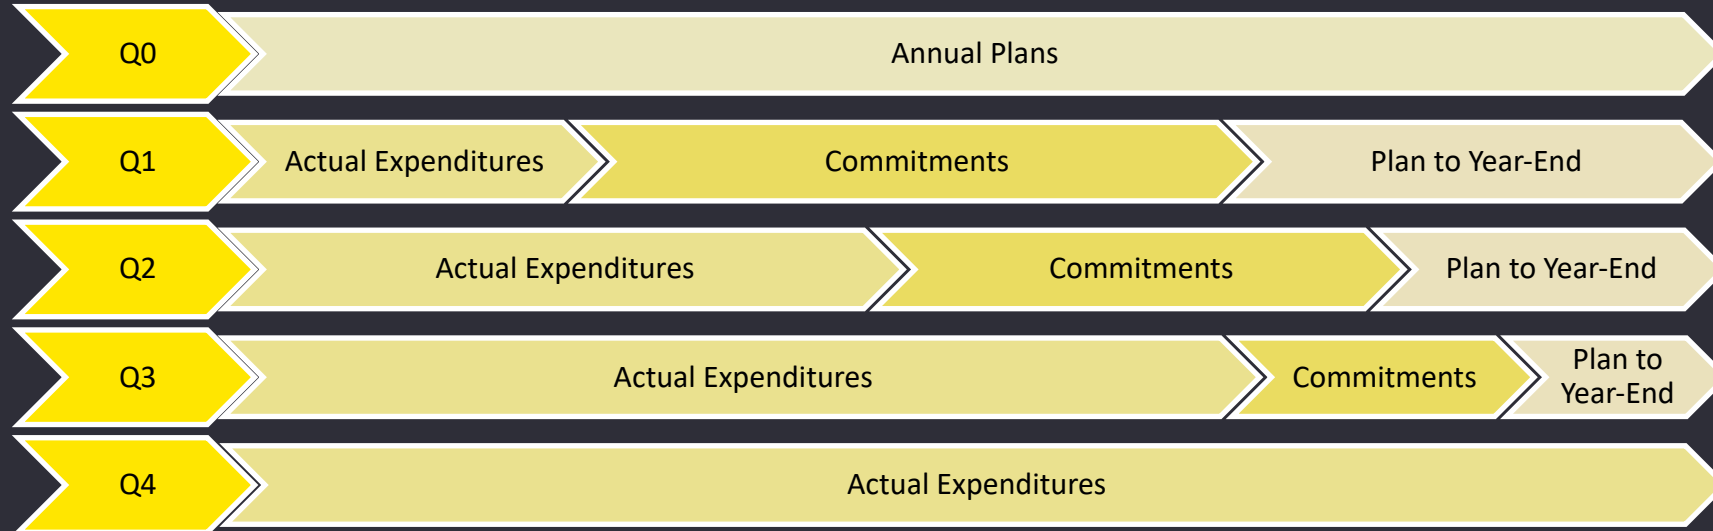 Q0
Annual Plans
Q1
Actual Expenditures
Commitments
Plan to Year-End
Q2
Actual Expenditures
Commitments
Plan to Year-End
Q3
Actual Expenditures
Commitments
Plan to
Year-End
Q4
Actual Expenditures